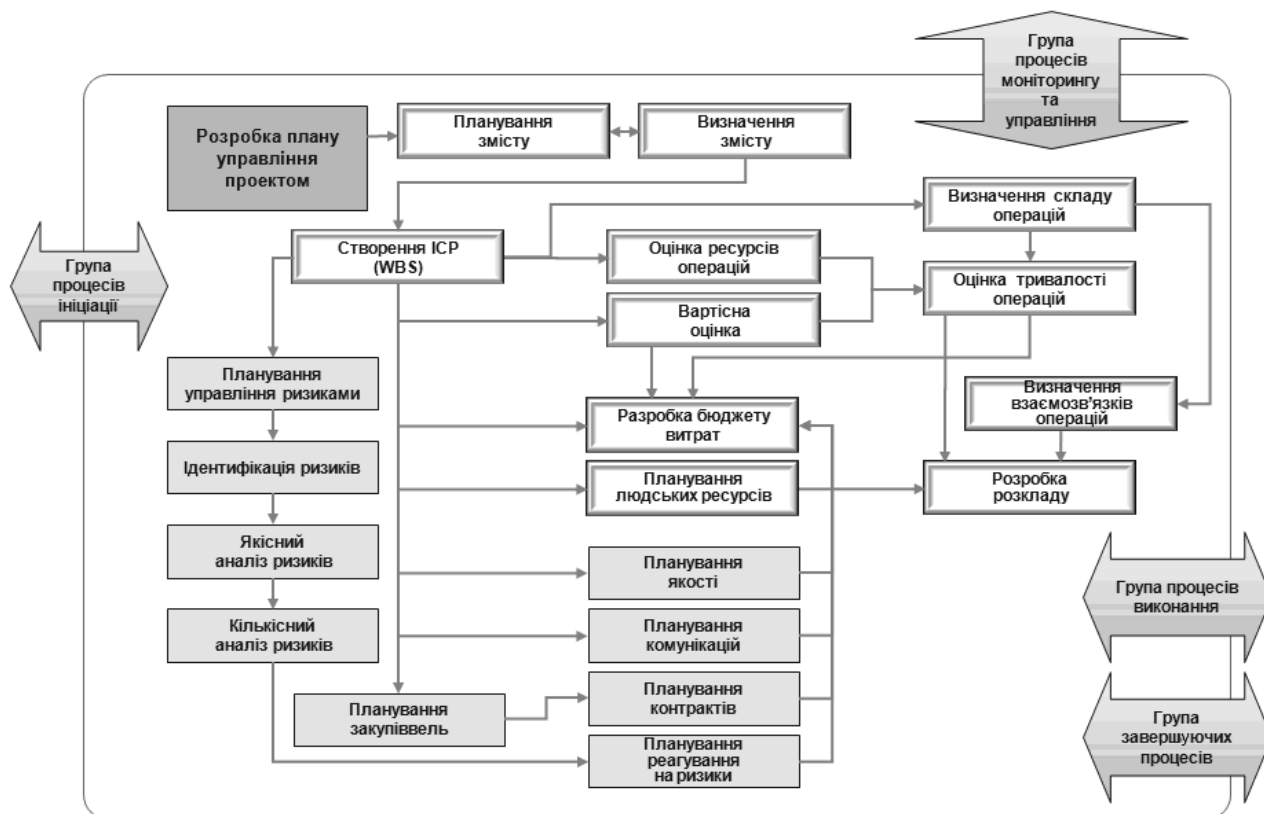 Група
процесів
моніторингу
та
управління
Розробка плану
управління
проектом
Планування
змісту
Визначення
змісту
Визначення складу
операцій
Група
процесів
ініціації
Створення ІСР
(WBS)
Оцінка ресурсів
операцій
Оцінка тривалості
операцій
Вартісна
оцінка
Планування
управління ризиками
Визначення
взаємозв'язків
операцій
Разробка бюджету
витрат
Ідентифікація ризиків
Планування
людських ресурсів
Розробка
розкладу
Якісний
аналіз ризиків
Планування
якості
Група процесів
виконання
Кількісний
аналіз ризиків
Планування
комунікацій
Планування
закупіввель
Планування
контрактів
Група
завершуючих
процесів
Планування
реагування
на ризики